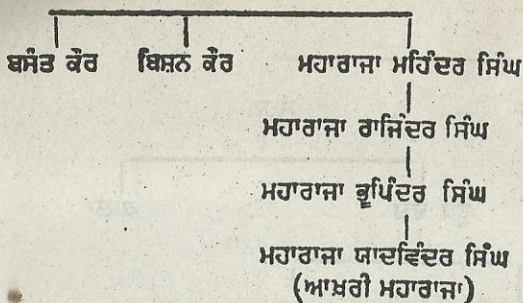 ਬਸੰਤ ਕੌਰ ਬਿਸ਼ਨ ਕੌਰ ਮਹਾਰਾਜਾ ਮਹਿੰਦਰ ਸਿੰਘ
ਮਹਾਰਾਜਾ ਰਾਜਿੰਦਰ ਸਿੰਘ
ਮਹਾਰਾਜਾ ਭੂਪਿੰਦਰ ਸਿੰਘ
ਮਹਾਰਾਜਾ ਯਾਦਵਿੰਦਰ ਸਿੰਘ
(ਆਖ਼ਰੀ ਮਹਾਰਾਜਾ)